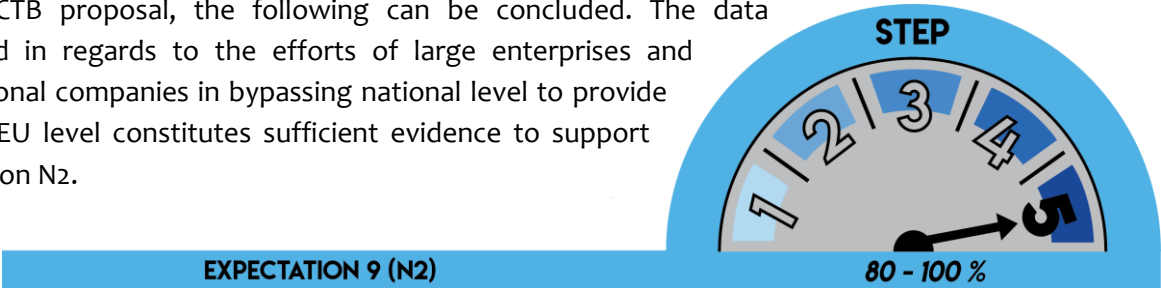 CTB proposal, the following can be concluded. The data
d in regards to the efforts of large enterprises and
onal companies in bypassing national level to provide
EU level constitutes sufficient evidence to support
on N2.
STEP
1
2
3
4
5
EXPECTATION 9 (N2)
80 - 100 %